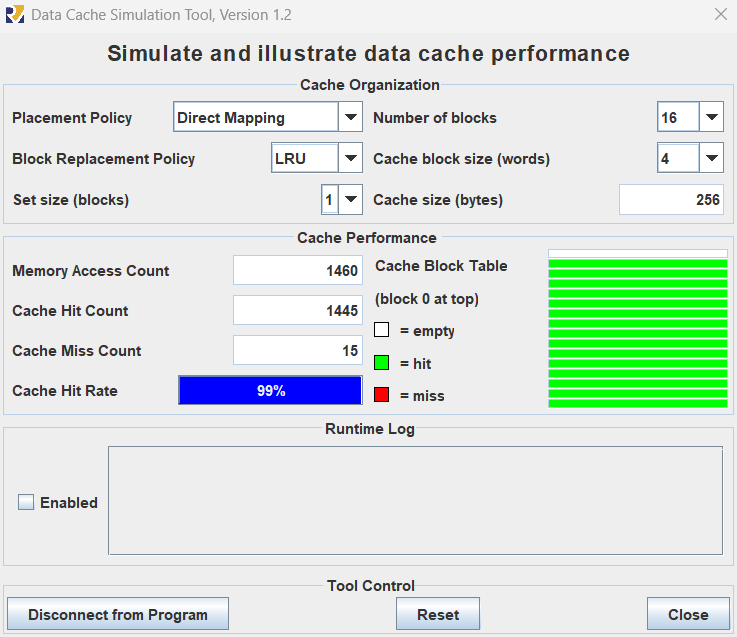 Data Cache Simulation Tool, Version 1.2
Simulate and illustrate data cache performance
Cache Organization
Placement Policy Direct Mapping Number of blocks 16
Block Replacement Policy LRU Cache block size (words) 4
Set size (blocks) 1 Cache size (bytes) 256
Cache Performance
Memory Access Count 1460 Cache Block Table
(block 0 at top)
Cache Hit Count 1445
= empty
Cache Miss Count 15
= hit
Cache Hit Rate 99%
= miss
Runtime Log
Enabled
Tool Control
Disconnect from Program Reset Close